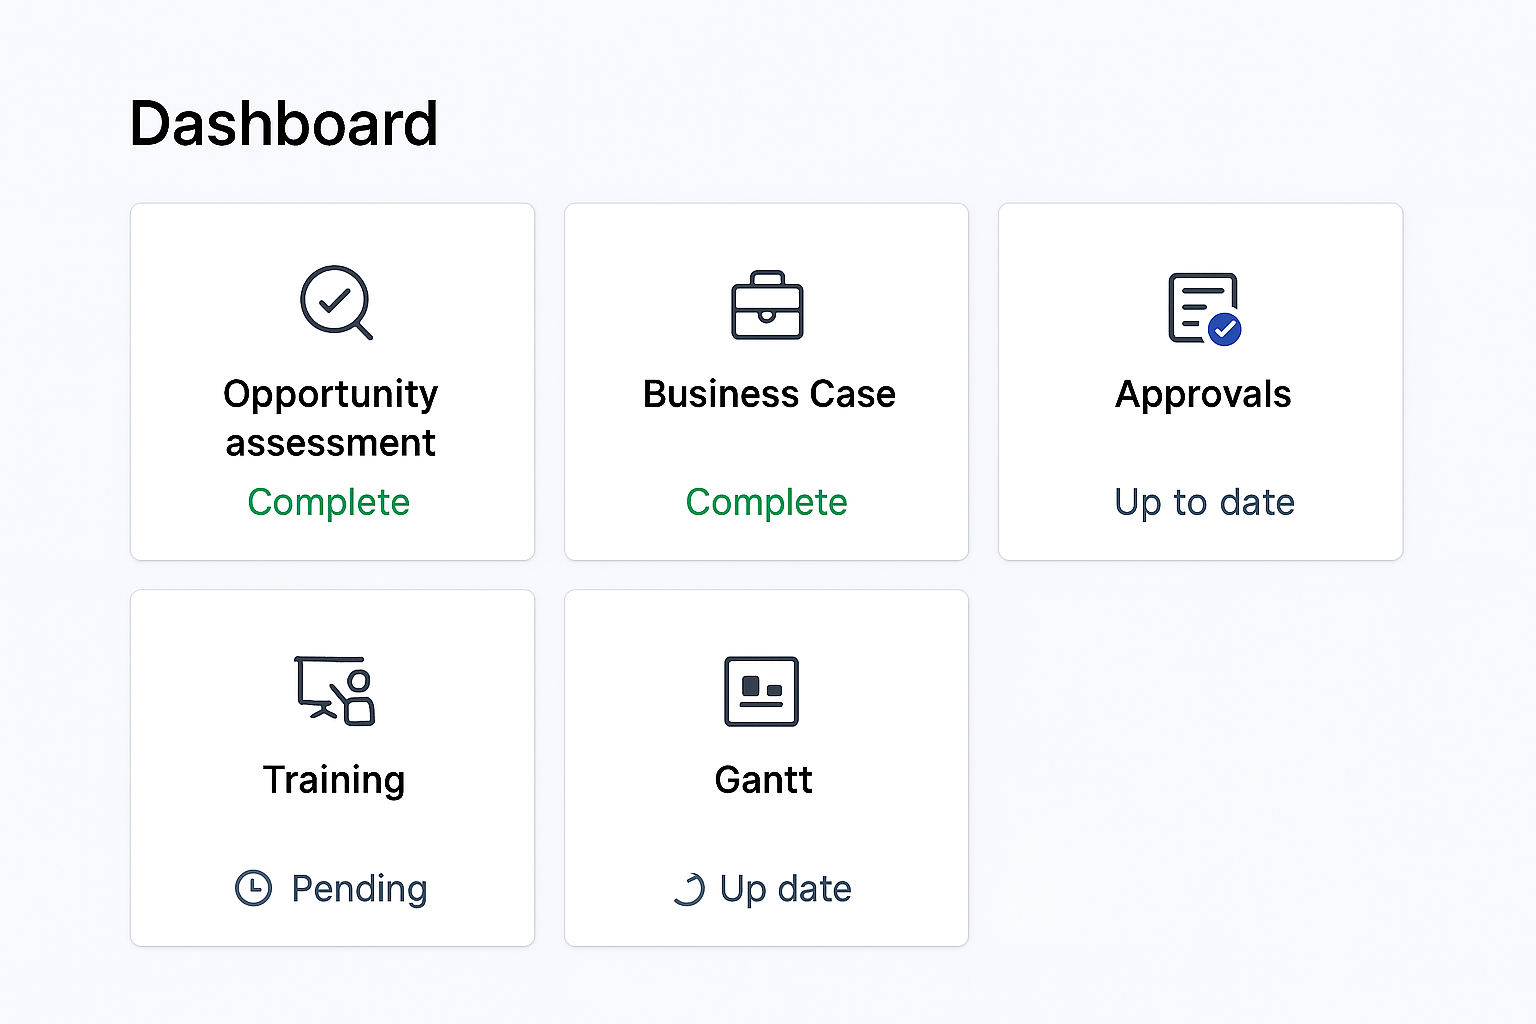 Dashboard
Opportunity
assessment
Complete
Business Case
Complete
Approvals
Up to date
Training
Pending
Gantt
Up date